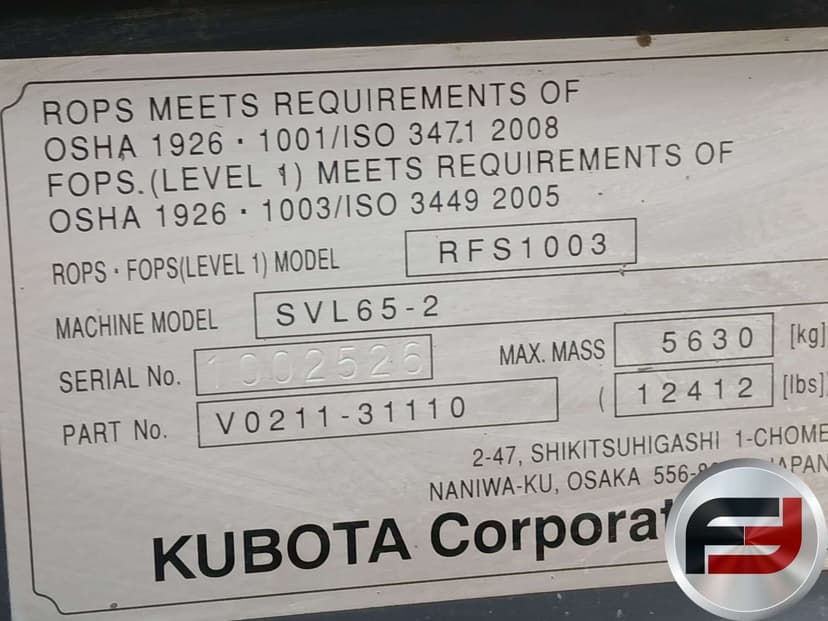 ROPS MEETS REQUIREMENTS OF
OSHA 1926 · 1001/ISO 3471 2008
FOPS.(LEVEL 1) MEETS REQUIREMENTS OF
OSHA 1926 · 1003/ISO 3449 2005
ROPS · FOPS(LEVEL 1) MODEL RFS1003
MACHINE MODEL SVL65-2
SERIAL No. 1002526 MAX. MASS 5630 [kg]
PART No. V0211-31110 (12412 [lbs])
2-47, SHIKITSUHIGASHI 1-CHOME
NANIWA-KU, OSAKA JAPAN
KUBOTA